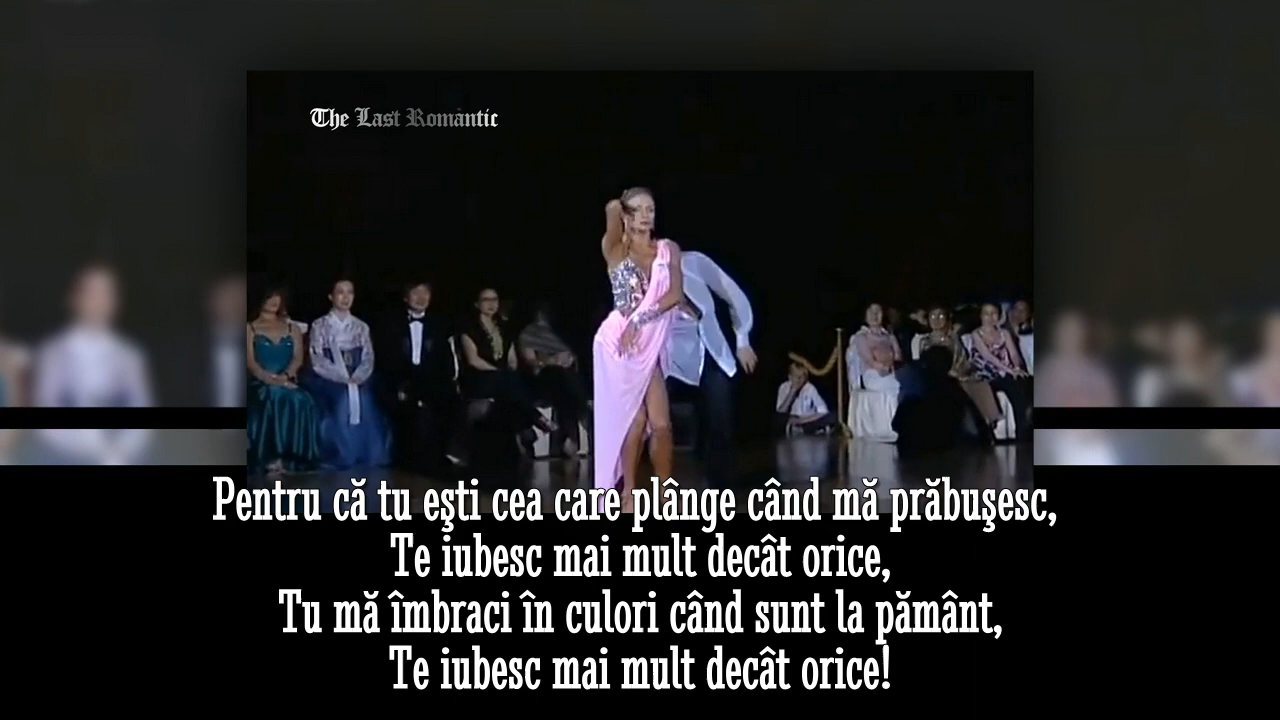 The Last Romantic
Pentru că tu eşti cea care plânge când mă prăbuşesc,
Te iubesc mai mult decât orice,
Tu mă îmbraci în culori când sunt la pământ,
Te iubesc mai mult decât orice!